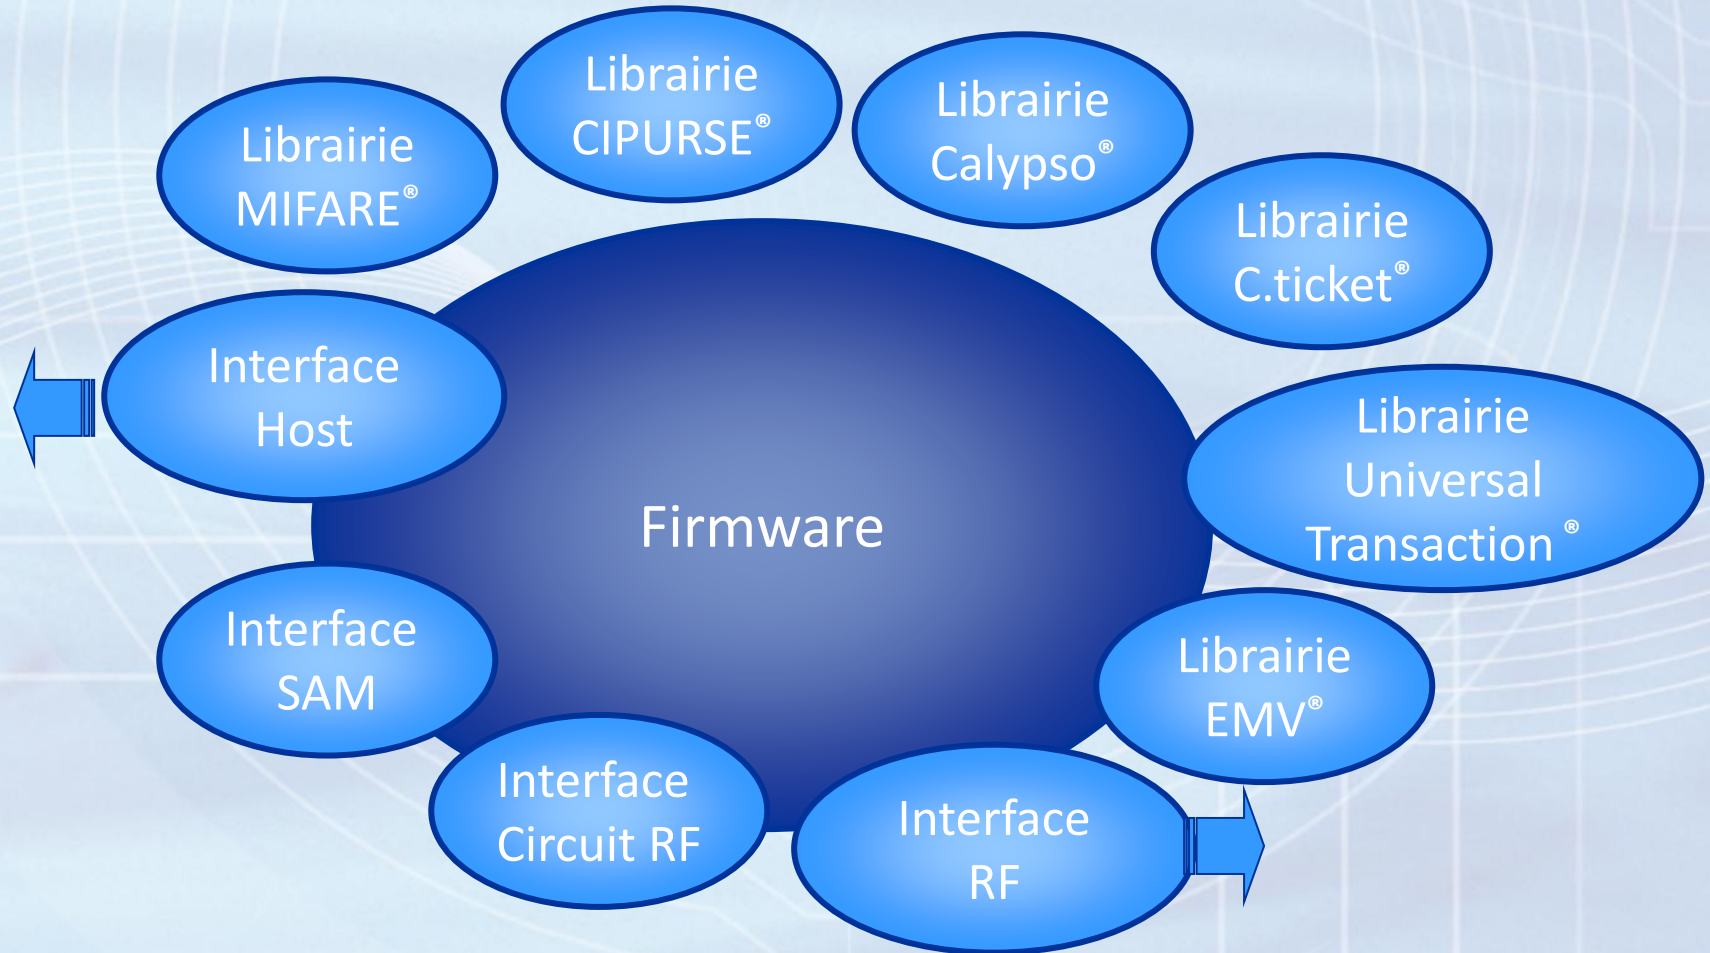 Librairie
CIPURSE®
Librairie
Calypso®
Librairie
MIFARE®
Librairie
C.ticket®
Interface
Host
Librairie
Universal
Transaction ®
Firmware
Interface
SAM
Librairie
EMV®
Interface
Circuit RF
Interface
RF